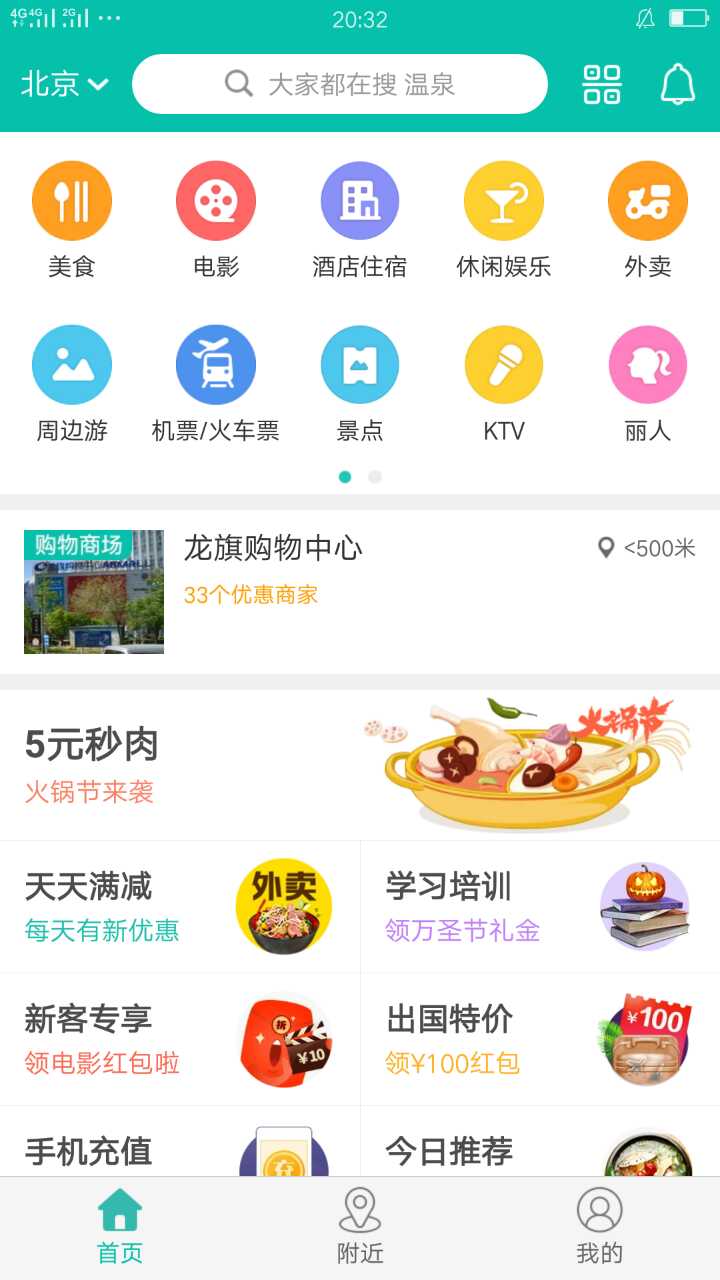 4G 4G 2G
20:32
北京
大家都在搜 温泉
美食
电影
酒店住宿
休闲娱乐
外卖
周边游
机票/火车票
景点
KTV
丽人
购物商场
龙旗购物中心
<500米
33个优惠商家
5元秒肉
火锅节来袭
火锅节
天天满减
每天有新优惠
外卖
学习培训
领万圣节礼金
新客专享
领电影红包啦
折
¥10
出国特价
领¥100红包
¥100
手机充值
充
今日推荐
首页
附近
我的